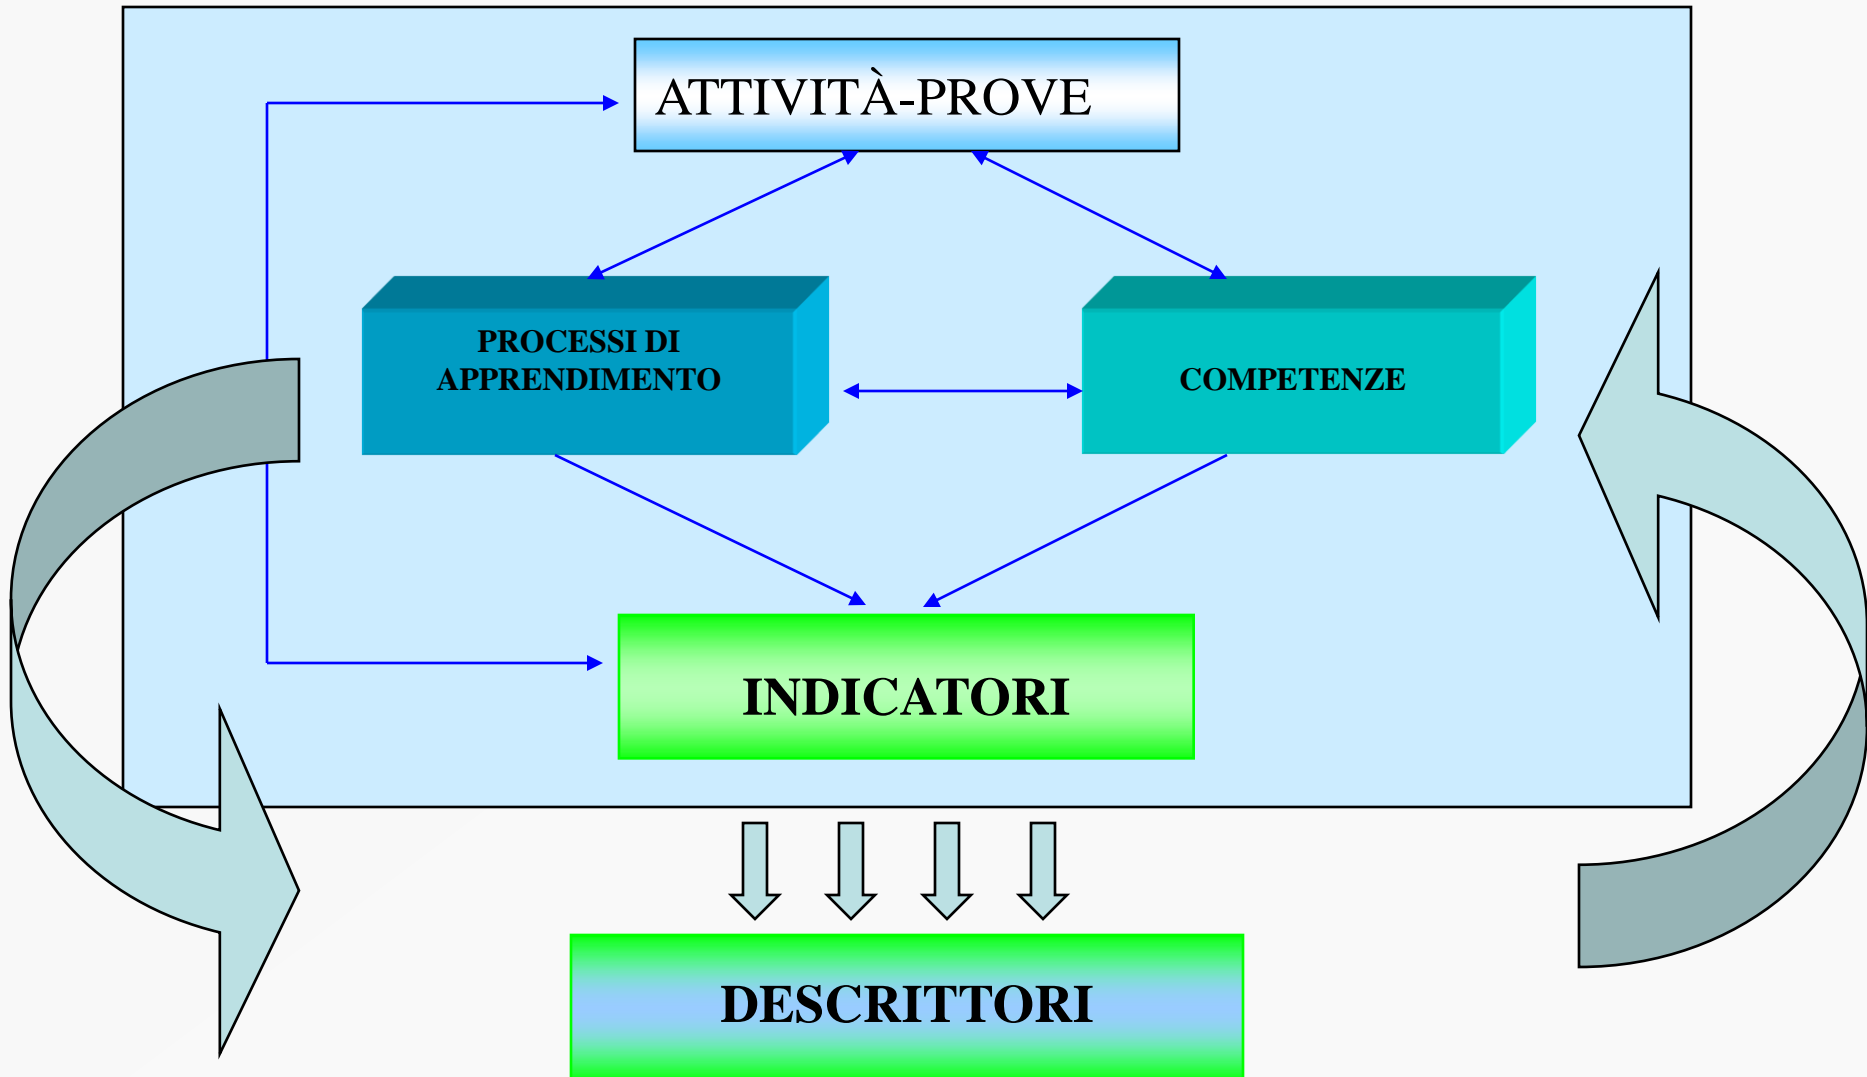 ATTIVITÀ-PROVE
PROCESSI DI
APPRENDIMENTO
COMPETENZE
INDICATORI
DESCRITTORI